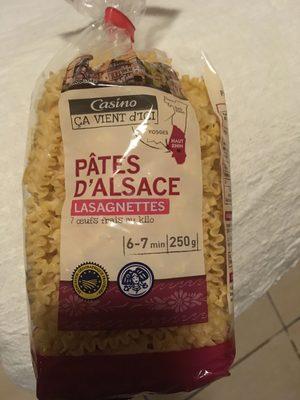 Casino
ÇA VIENT d'ICI
VOSGES
HAUT RHIN
PÂTES
D'ALSACE
LASAGNETTES
7 œufs frais au kilo
6-7 min 250g